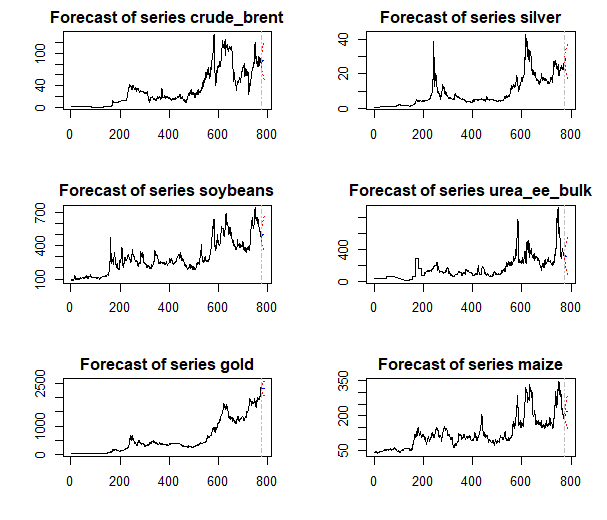 Forecast of series crude_brent
0 40 100
0 200 400 600 800
Forecast of series silver
0 20 40
0 200 400 600 800
Forecast of series soybeans
100 400 700
0 200 400 600 800
Forecast of series urea_ee_bulk
0 400
0 200 400 600 800
Forecast of series gold
0 1000 2500
0 200 400 600 800
Forecast of series maize
50 200 350
0 200 400 600 800